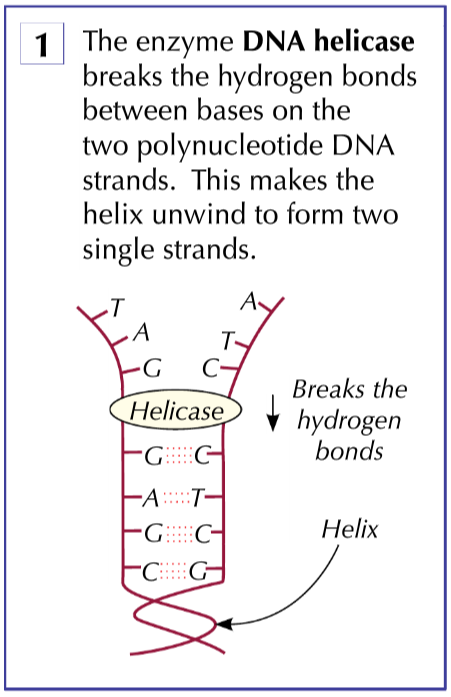 1 The enzyme DNA helicase
breaks the hydrogen bonds
between bases on the
two polynucleotide DNA
strands. This makes the
helix unwind to form two
single strands.
T A
A T
G C
Helicase
Breaks the
hydrogen
bonds
G C
A T
G C
C G
Helix